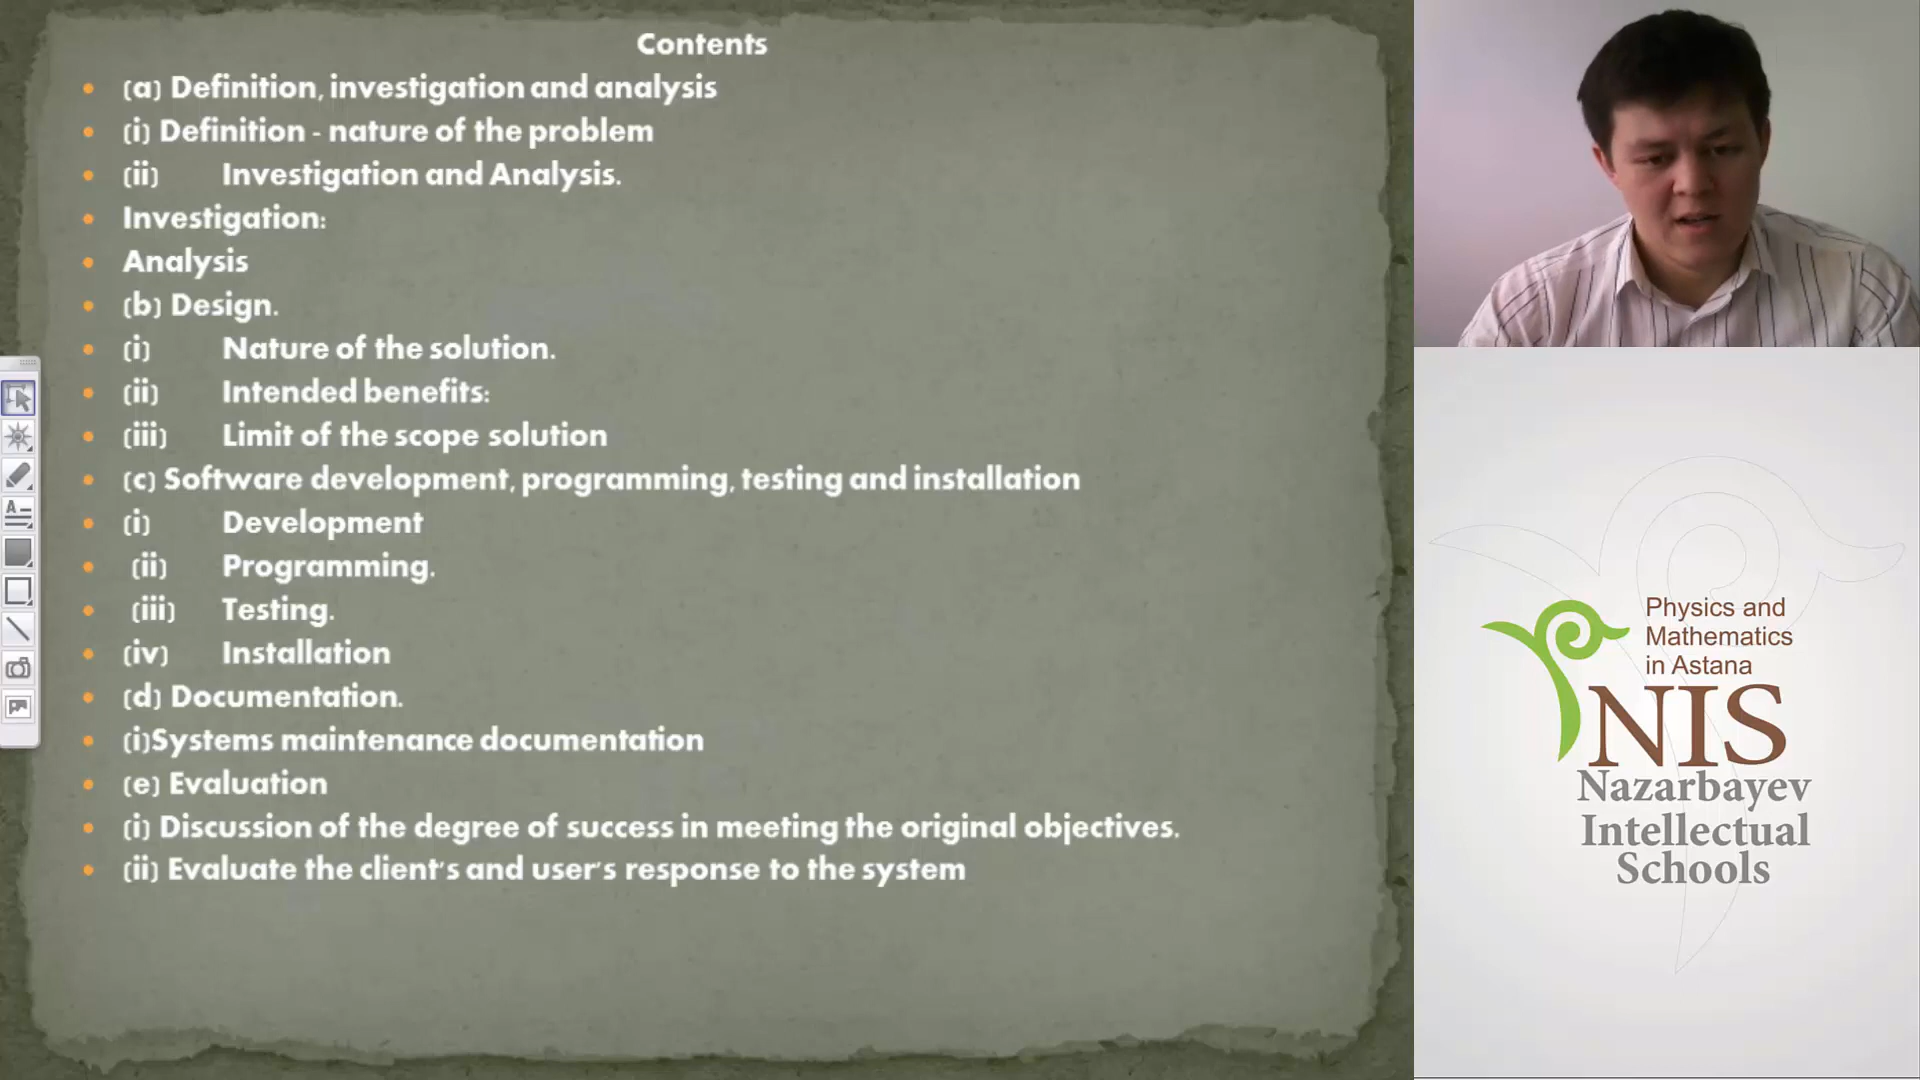 Contents
(a) Definition, investigation and analysis
(i) Definition - nature of the problem
(ii) Investigation and Analysis.
Investigation:
Analysis
(b) Design.
(i) Nature of the solution.
(ii) Intended benefits:
(iii) Limit of the scope solution
(c) Software development, programming, testing and installation
(i) Development
(ii) Programming.
(iii) Testing.
(iv) Installation
(d) Documentation.
(i)Systems maintenance documentation
(e) Evaluation
(i) Discussion of the degree of success in meeting the original objectives.
(ii) Evaluate the client's and user's response to the system
Physics and
Mathematics
in Astana
NIS
Nazarbayev
Intellectual
Schools